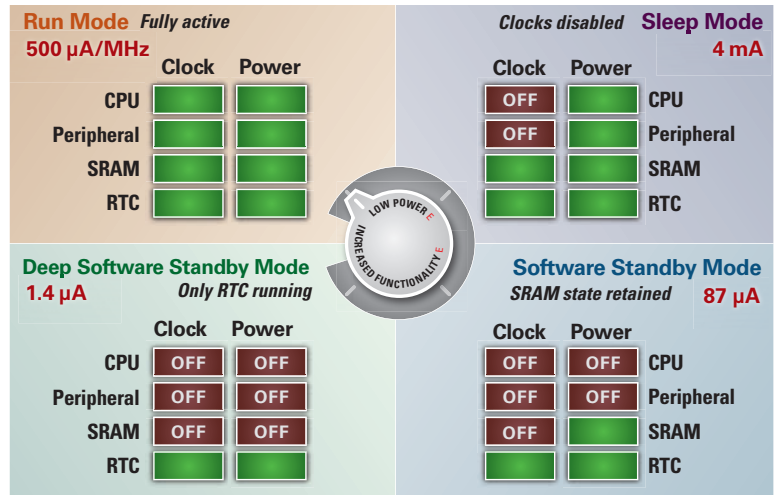 Run Mode Fully active
500 µA/MHz
Clock Power
CPU
Peripheral
SRAM
RTC
Clocks disabled Sleep Mode
4 mA
Clock Power
OFF CPU
OFF Peripheral
SRAM
RTC
LOW POWER E
INCREASED FUNCTIONALITY E
Deep Software Standby Mode
1.4 µA Only RTC running
Clock Power
CPU OFF OFF
Peripheral OFF OFF
SRAM OFF OFF
RTC
Software Standby Mode
SRAM state retained 87 µA
Clock Power
OFF OFF CPU
OFF OFF Peripheral
OFF SRAM
RTC